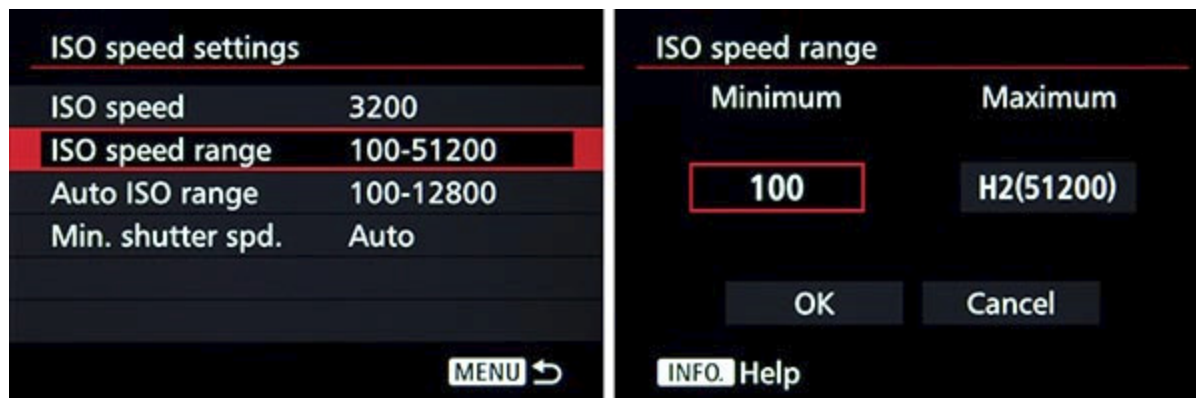 ISO speed settings
ISO speed 3200
ISO speed range 100-51200
Auto ISO range 100-12800
Min. shutter spd. Auto
MENU
ISO speed range
Minimum Maximum
100 H2(51200)
OK Cancel
INFO. Help